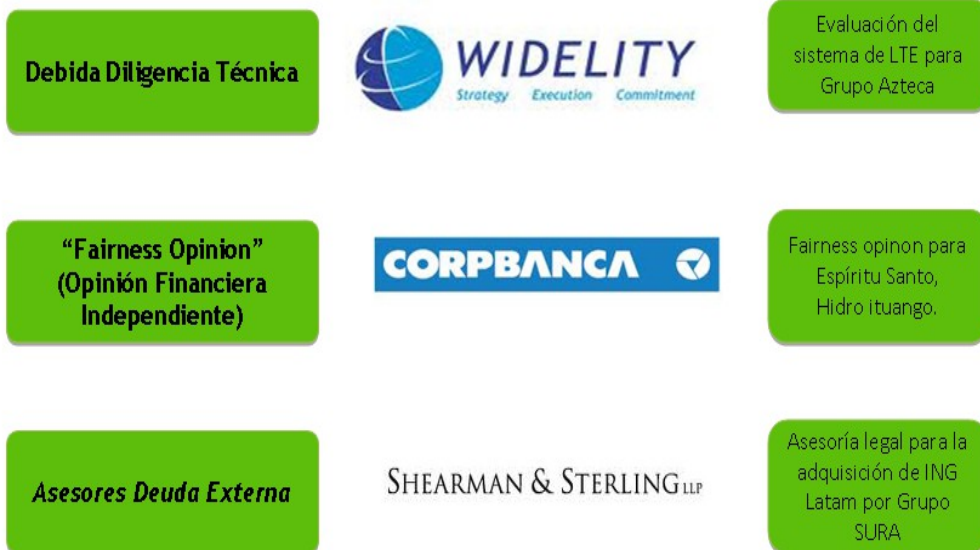 Debida Diligencia Técnica
WIDELITY
Strategy Execution Commitment
Evaluación del
sistema de LTE para
Grupo Azteca
“Fairness Opinion”
(Opinión Financiera
Independiente)
CORPBANCA
Fairness opinon para
Espíritu Santo,
Hidro ituango.
Asesores Deuda Externa
SHEARMAN & STERLING LLP
Asesoría legal para la
adquisición de ING
Latam por Grupo
SURA